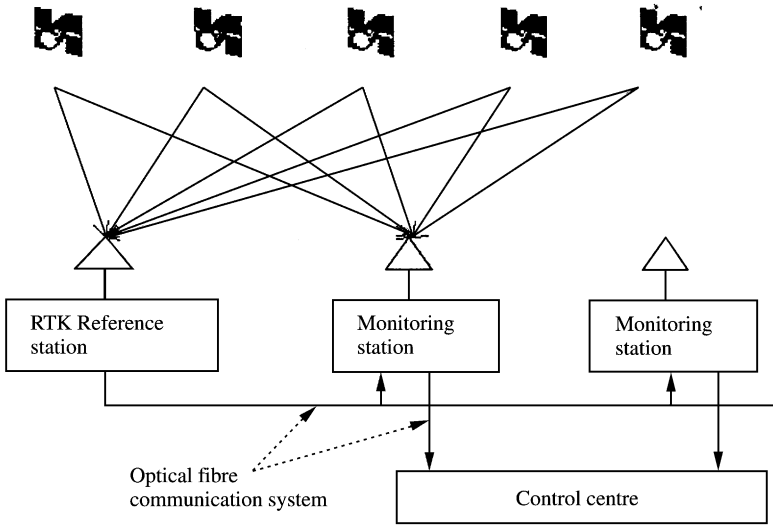 RTK Reference
station
Monitoring
station
Monitoring
station
Optical fibre
communication system
Control centre